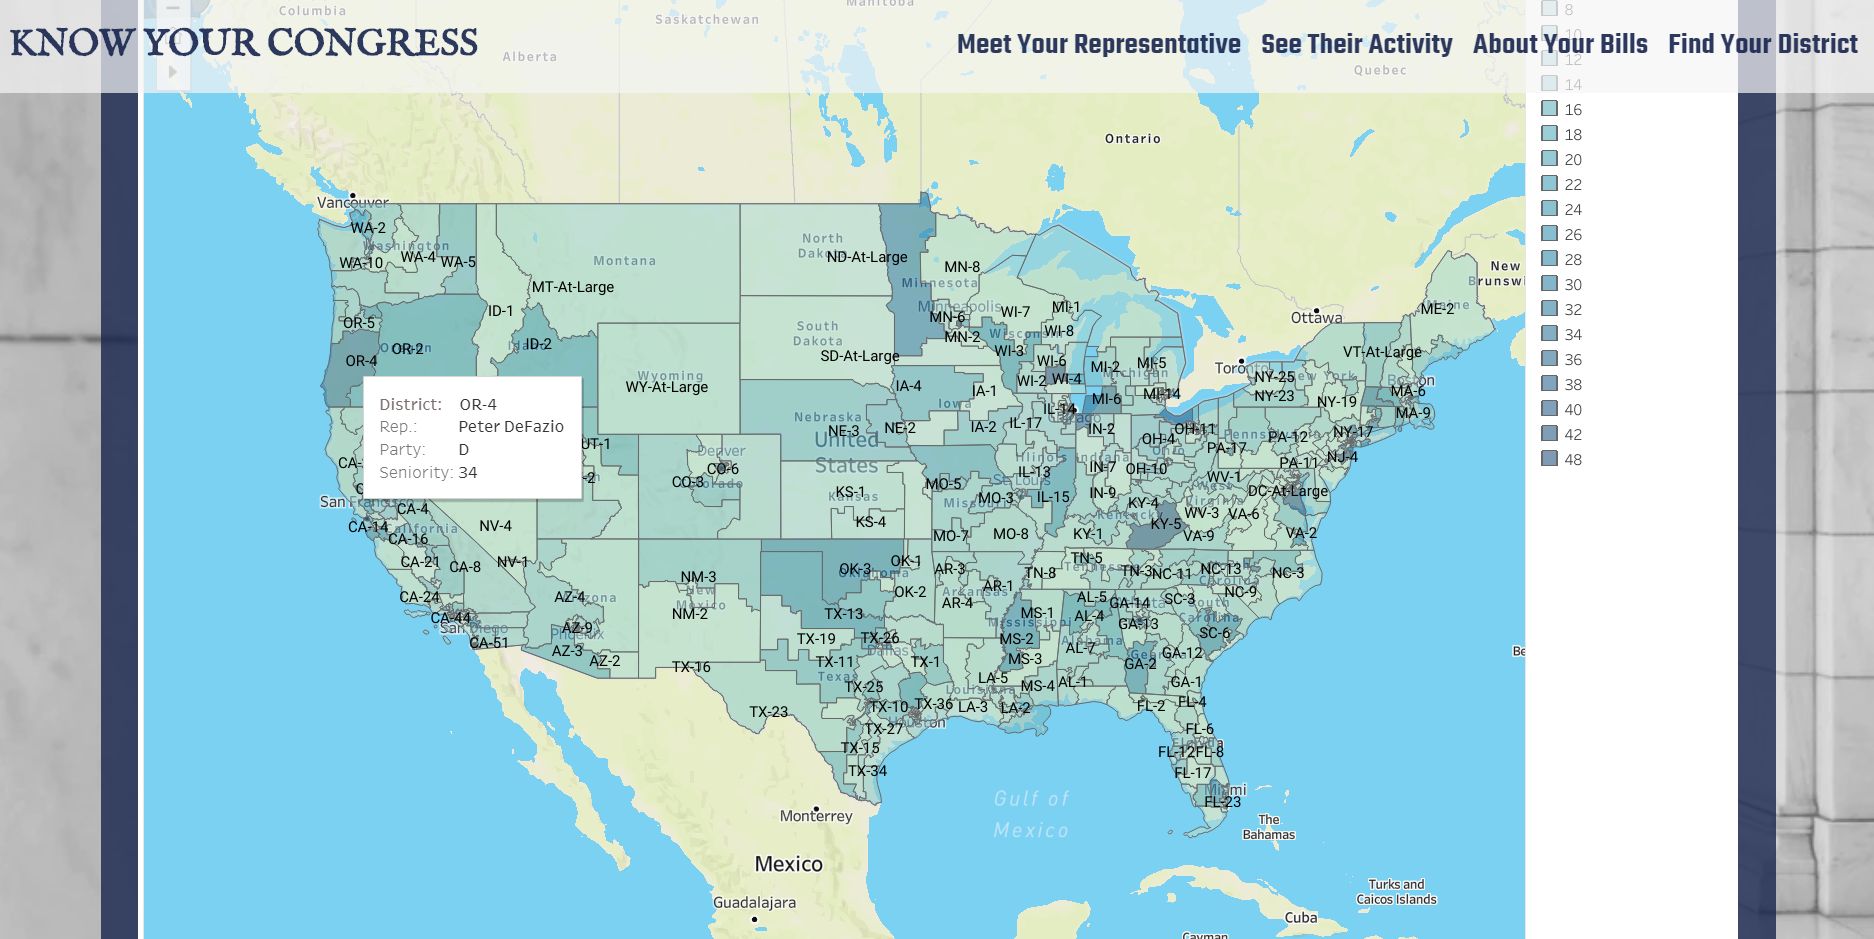 KNOW YOUR CONGRESS
Meet Your Representative
See Their Activity
About Your Bills
Find Your District
Columbia
Alberta
Saskatchewan
Manitoba
Ontario
Quebec
8
10
12
14
16
18
20
22
24
26
28
30
32
34
36
38
40
42
48
Vancouver
WA-2
Washington
WA-10
WA-4
WA-5
Montana
MT-At-Large
North
Dakota
ND-At-Large
MN-8
Minnesota
Minneapolis
MN-6
MN-2
WI-7
MI-1
WI-8
Wisconsin
WI-3
WI-6
WI-2
WI-4
MI-2
MI-5
Michigan
MI-6
MI-14
Ottawa
Toronto
New
Brunswi
Maine
ME-2
VT-At-Large
NY-25
New York
NY-23
NY-19
Boston
MA-6
MA-9
ID-1
OR-5
OR-2
OR-4
ID-2
South
Dakota
SD-At-Large
Wyoming
WY-At-Large
IA-4
IA-1
Iowa
IA-2
Nebraska
NE-3
NE-2
IL-14
Chicago
IL-17
IN-2
OH-11
OH-4
Ohio
Pennsylvania
PA-12
PA-17
PA-11
NY-17
NJ-4
District: OR-4
Rep.: Peter DeFazio
Party: D
Seniority: 34
UT-1
-2
CA-
C
United
States
Denver
CO-6
CO-3
Colorado
KS-1
Kansas
KS-4
MO-5
Missouri
MO-3
St. Louis
MO-7
MO-8
Illinois
IL-13
Indiana
IL-15
IN-7
IN-9
OH-10
WV-1
West
Virginia
WV-3
VA-6
DC-At-Large
VA-2
VA-9
KY-4
Kentucky
KY-5
KY-1
San Francisco
CA-4
CA-14
California
CA-16
CA-21
CA-8
CA-24
CA-44
San Diego
CA-51
NV-4
NV-1
AZ-4
Arizona
AZ-9
Phoenix
AZ-3
AZ-2
NM-3
New
Mexico
NM-2
OK-3
OK-1
Oklahoma
OK-2
AR-3
AR-1
Arkansas
AR-4
TN-5
Tennessee
TN-8
TN-3
NC-11
NC-13
NC-3
Carolina
NC-9
SC-3
South
Carolina
SC-6
AL-5
GA-14
AL-4
GA-13
Alabama
AL-7
GA-2
GA-12
GA-1
AL-1
MS-1
Mississippi
MS-2
MS-3
MS-4
TX-13
TX-19
TX-26
Dallas
TX-11
TX-1
Texas
TX-16
TX-25
TX-23
TX-10
TX-36
Houston
TX-27
TX-15
TX-34
LA-5
Louisiana
LA-3
LA-2
FL-2
FL-4
FL-6
Florida
FL-12
FL-8
FL-17
Miami
FL-23
Gulf of
Mexico
The
Bahamas
Be
Monterrey
Mexico
Guadalajara
Turks and
Caicos Islands
Cuba
Cayman